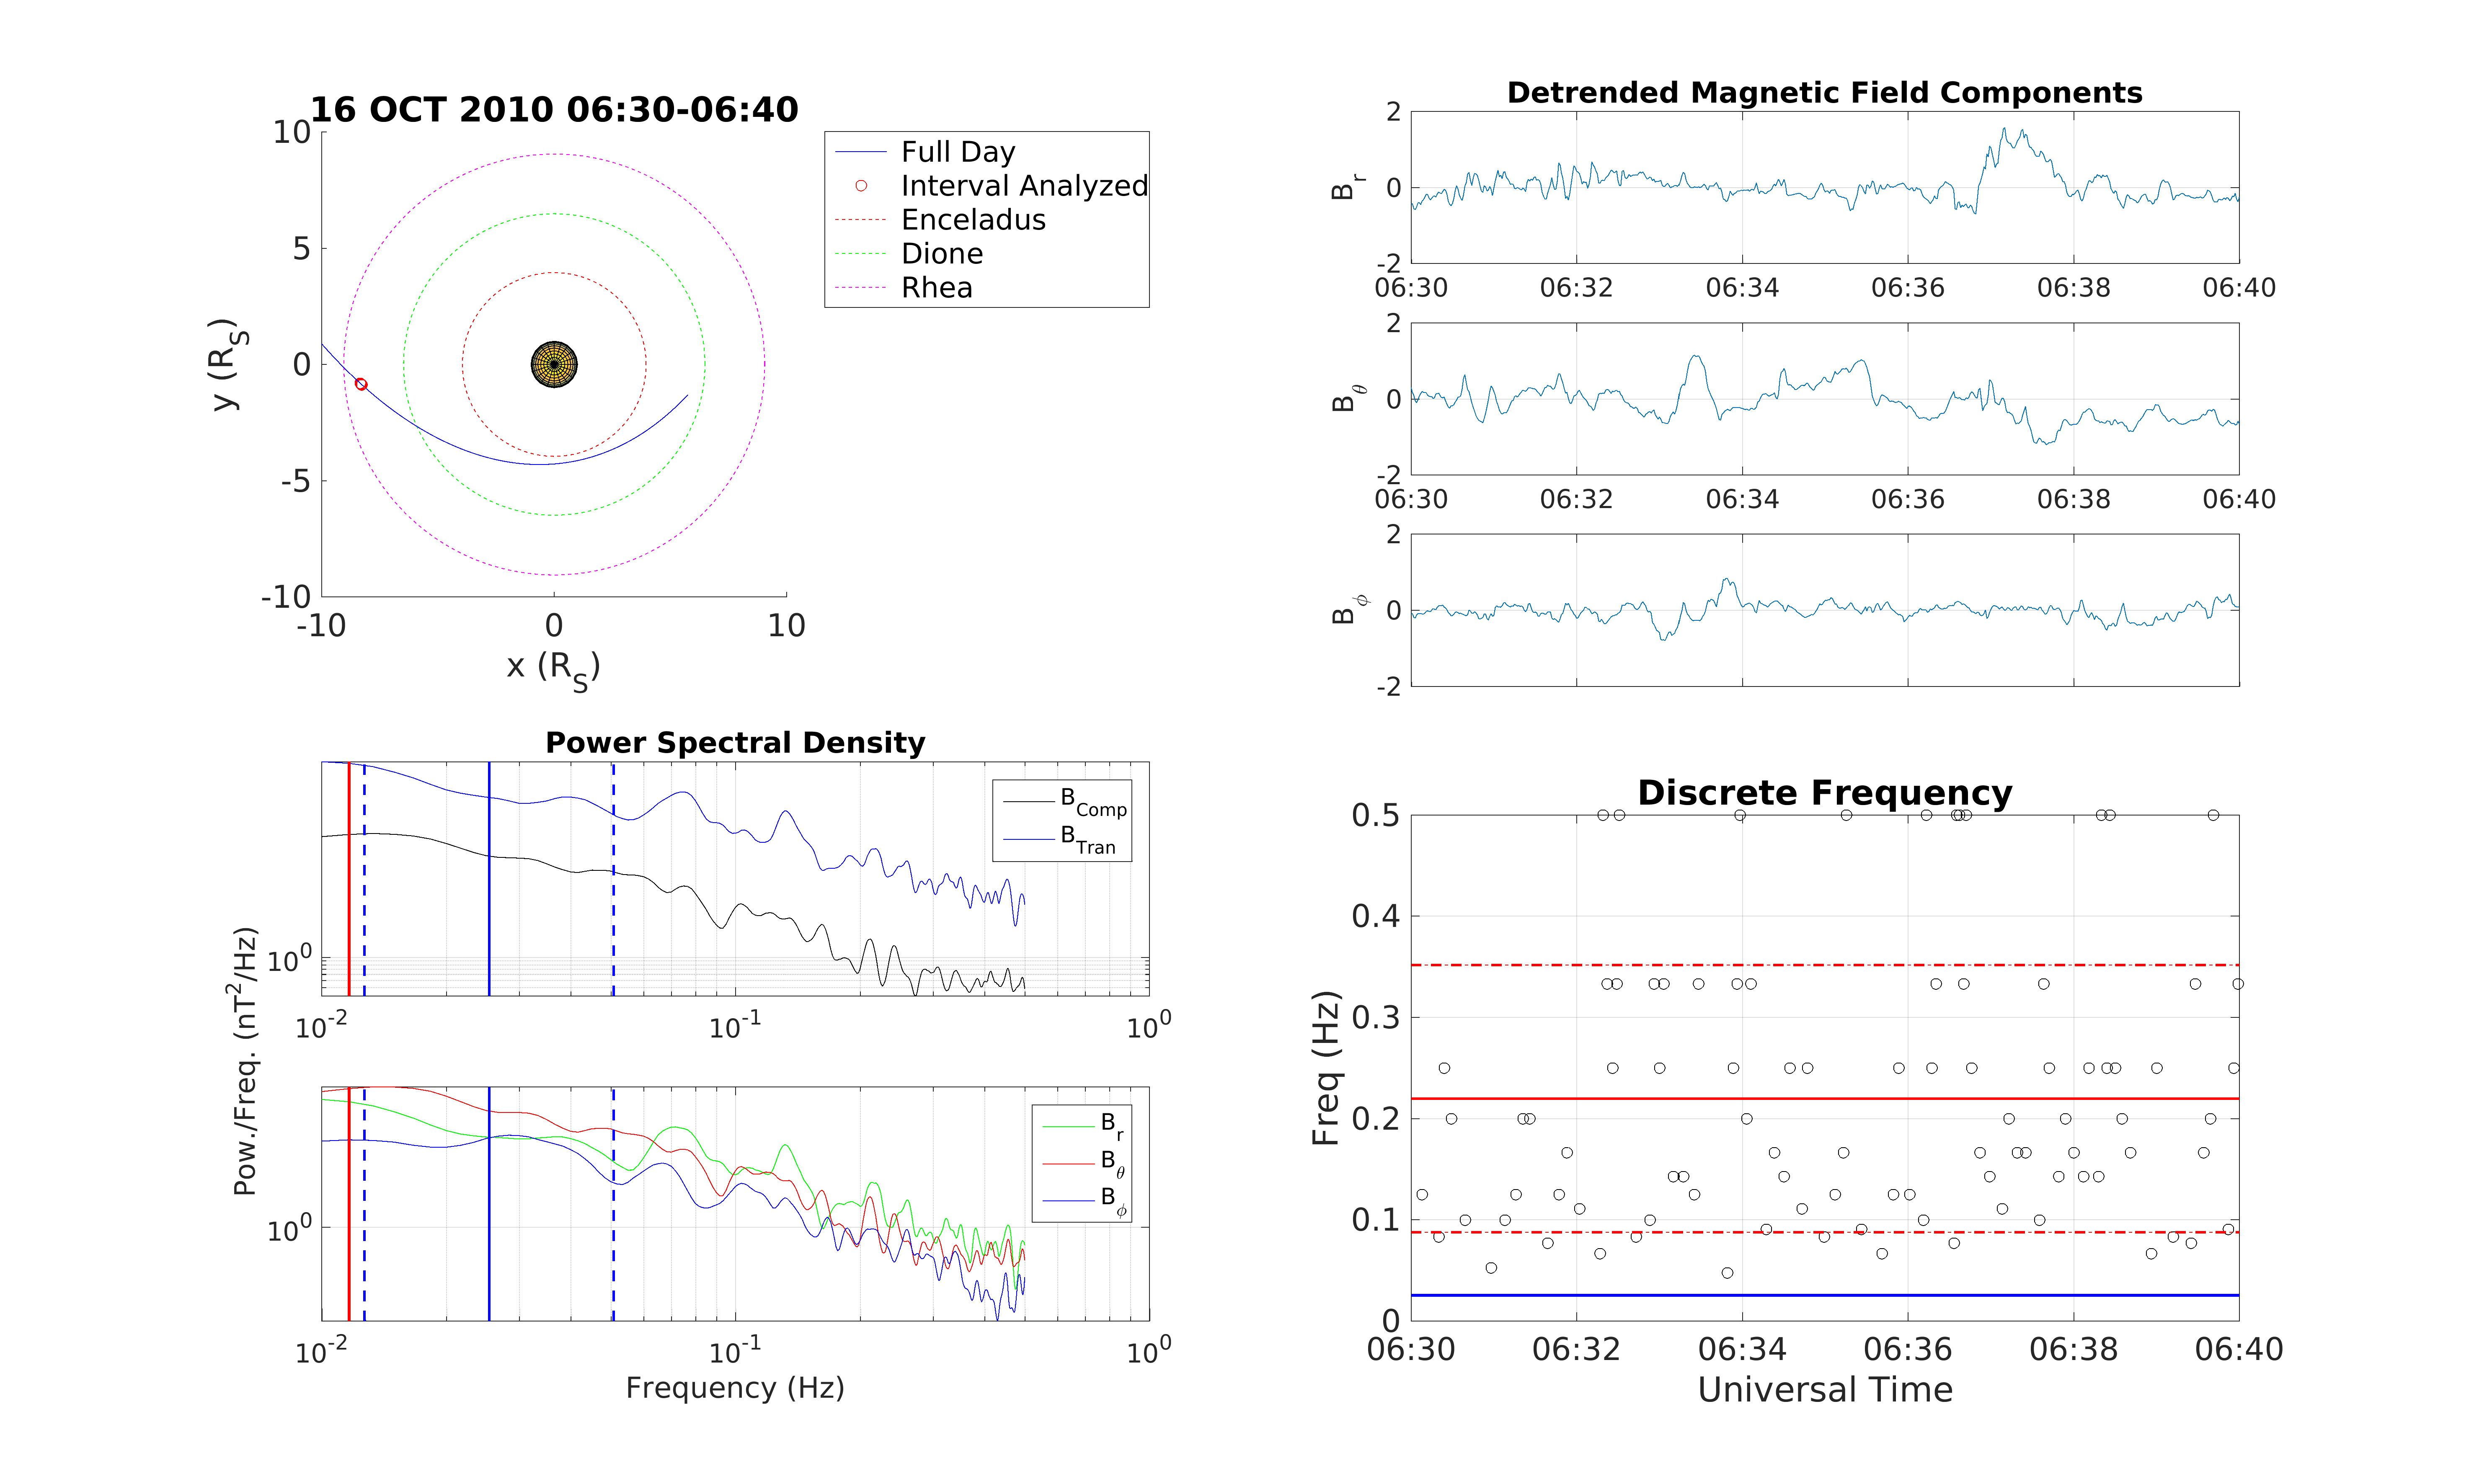 16 OCT 2010 06:30-06:40
10
5
0
-5
-10
-10 0 10
y (R_S)
x (R_S)
Full Day
Interval Analyzed
Enceladus
Dione
Rhea
Detrended Magnetic Field Components
B_r
2
0
-2
06:30 06:32 06:34 06:36 06:38 06:40
B_θ
2
0
-2
06:30 06:32 06:34 06:36 06:38 06:40
B_ϕ
2
0
-2
Power Spectral Density
B_Comp
B_Tran
10^0
10^-2 10^-1 10^0
Pow./Freq. (nT^2/Hz)
B_r
B_θ
B_ϕ
10^0
10^-2 10^-1 10^0
Frequency (Hz)
Discrete Frequency
Freq (Hz)
0.5
0.4
0.3
0.2
0.1
0
06:30 06:32 06:34 06:36 06:38 06:40
Universal Time